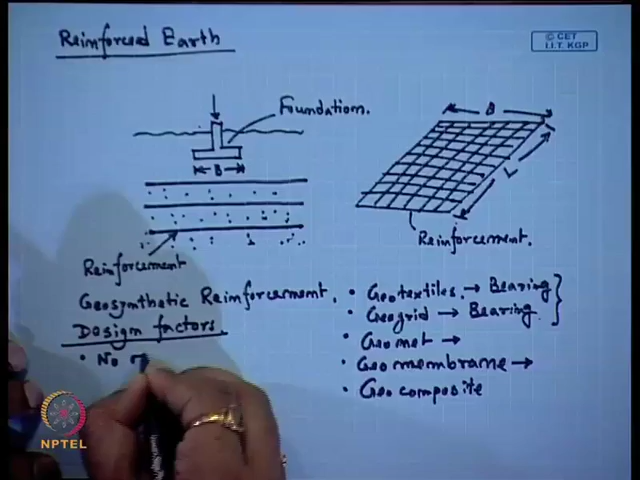 Reinforced Earth
© CET
I.I.T. KGP
Foundation.
B
B
L
Reinforcement.
Reinforcement
Geosynthetic Reinforcement.
• Geotextiles. → Bearing
• Geogrid → Bearing.
• Geonet →
• Geomembrane →
• Geocomposite
Design factors
• No
NPTEL